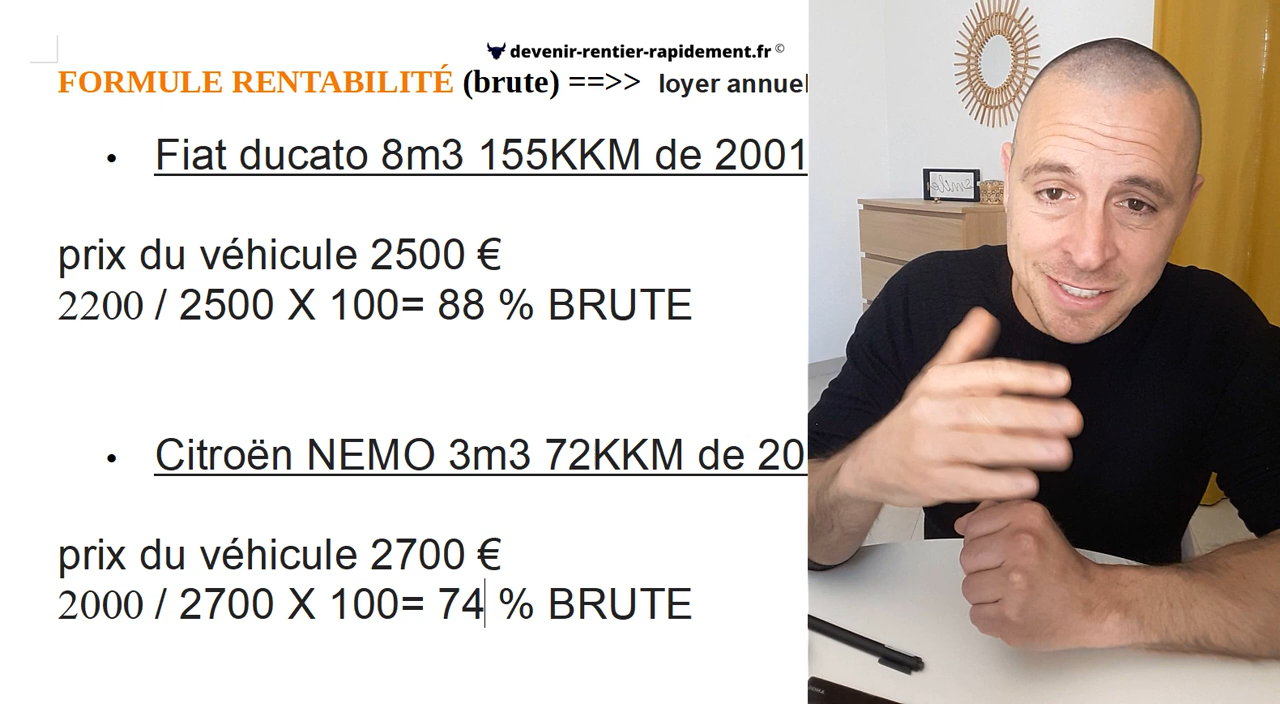 devenir-rentier-rapidement.fr ©
FORMULE RENTABILITÉ (brute) ==>> loyer annuel
• Fiat ducato 8m3 155KKM de 2001
prix du véhicule 2500 €
2200 / 2500 X 100= 88 % BRUTE
• Citroën NEMO 3m3 72KKM de 20
prix du véhicule 2700 €
2000 / 2700 X 100= 74 % BRUTE
smile